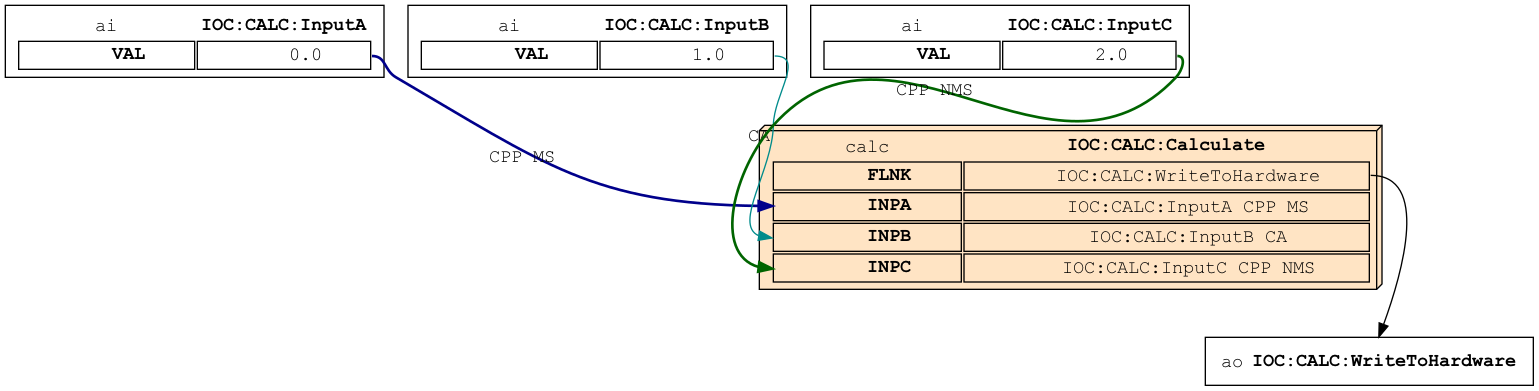 ai IOC:CALC:InputA
VAL 0.0
ai IOC:CALC:InputB
VAL 1.0
ai IOC:CALC:InputC
VAL 2.0
CPP NMS
CA
CPP MS
calc IOC:CALC:Calculate
FLNK IOC:CALC:WriteToHardware
INPA IOC:CALC:InputA CPP MS
INPB IOC:CALC:InputB CA
INPC IOC:CALC:InputC CPP NMS
ao IOC:CALC:WriteToHardware